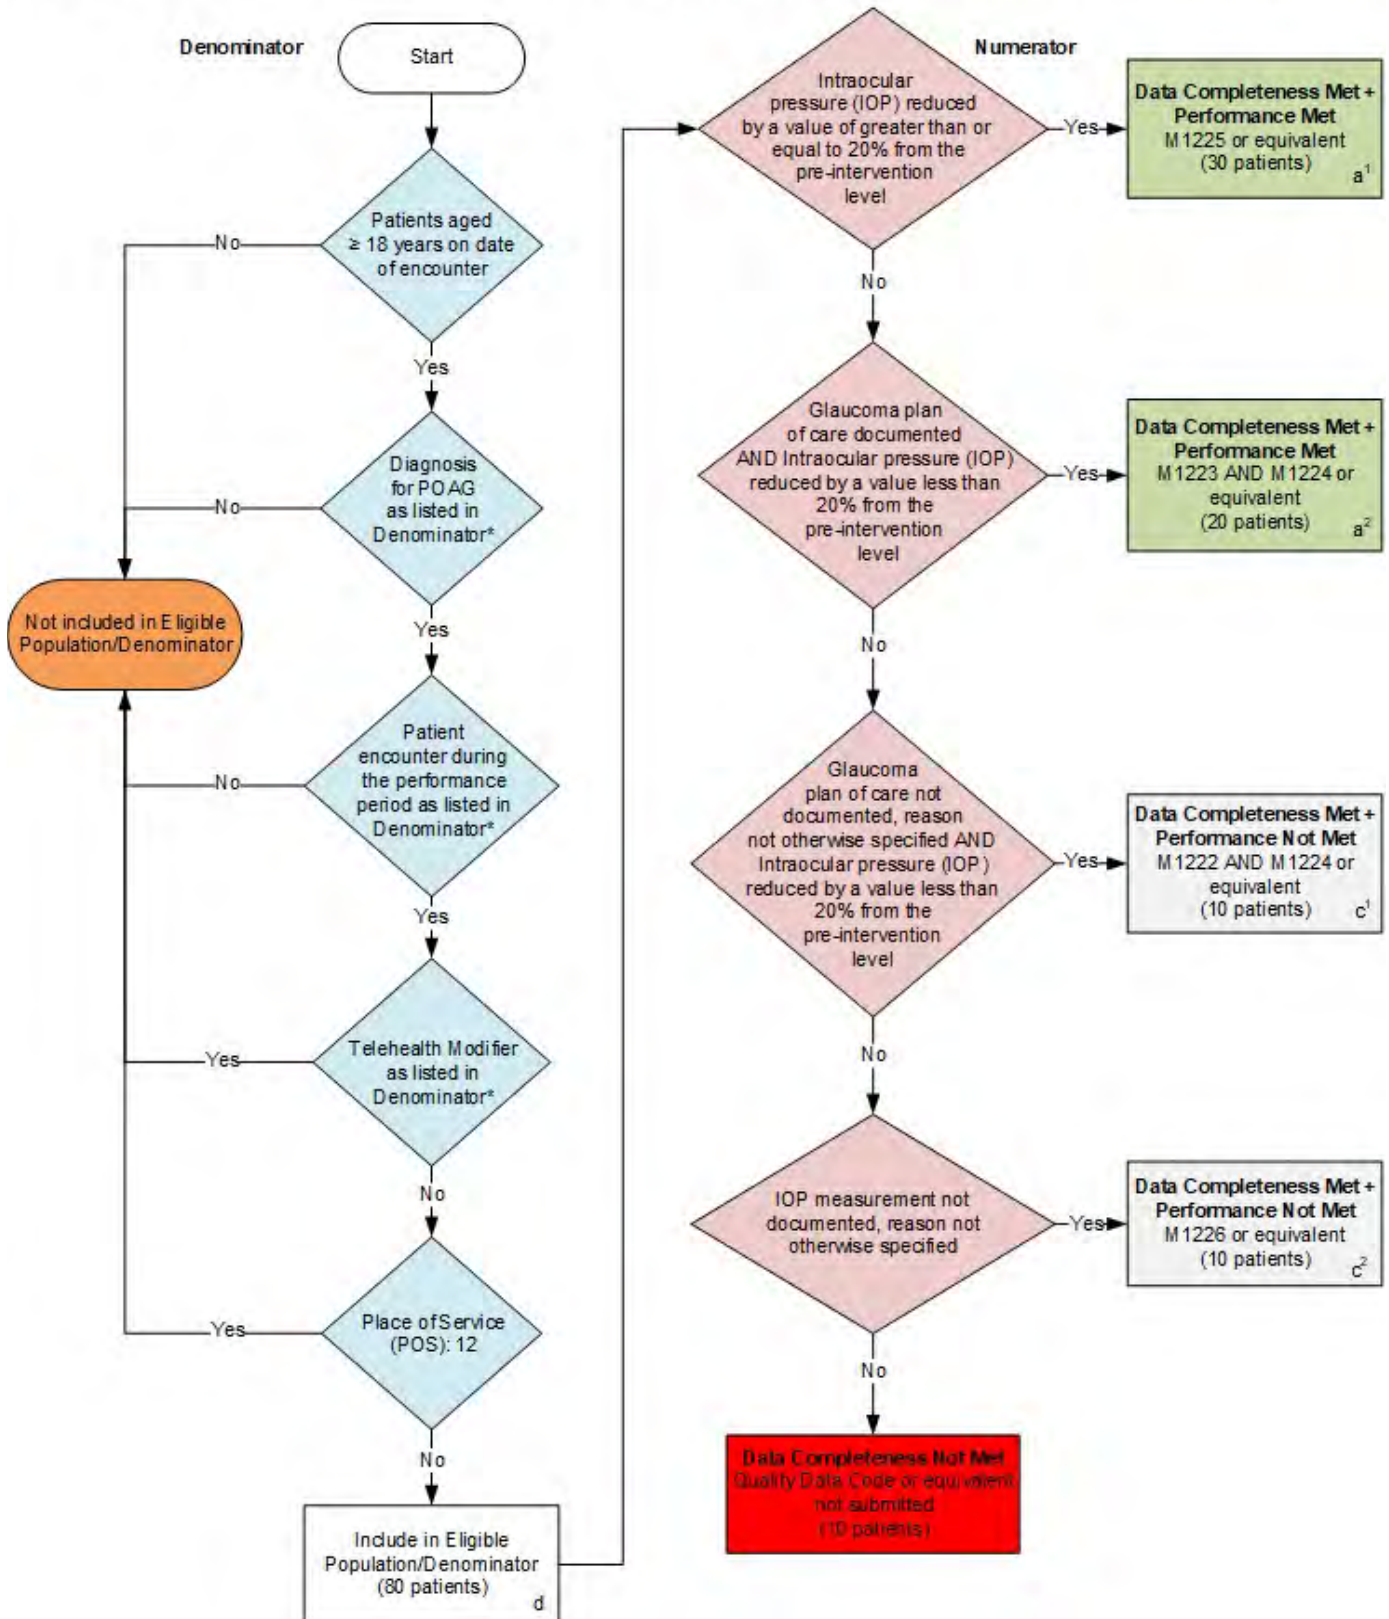 Denominator
Start
Patients aged
≥ 18 years on date
of encounter
No
Yes
Diagnosis
for POAG
as listed in
Denominator*
No
Not included in Eligible
Population/Denominator
Yes
Patient
encounter during
the performance
period as listed in
Denominator*
No
Yes
Telehealth Modifier
as listed in
Denominator*
Yes
No
Place of Service
(POS): 12
Yes
No
Include in Eligible
Population/Denominator
(80 patients)
d
Numerator
Intraocular
pressure (IOP) reduced
by a value of greater than or
equal to 20% from the
pre-intervention
level
Yes
Data Completeness Met +
Performance Met
M1225 or equivalent
(30 patients)
a1
No
Glaucoma plan
of care documented
AND Intraocular pressure (IOP)
reduced by a value less than
20% from the
pre-intervention
level
Yes
Data Completeness Met +
Performance Met
M1223 AND M1224 or
equivalent
(20 patients)
a2
No
Glaucoma
plan of care not
documented, reason
not otherwise specified AND
Intraocular pressure (IOP)
reduced by a value less than
20% from the
pre-intervention
level
Yes
Data Completeness Met +
Performance Not Met
M1222 AND M1224 or
equivalent
(10 patients)
c1
No
IOP measurement not
documented, reason not
otherwise specified
Yes
Data Completeness Met +
Performance Not Met
M1226 or equivalent
(10 patients)
c2
No
Data Completeness Not Met
Quality Data Code or equivalent
not submitted
(10 patients)